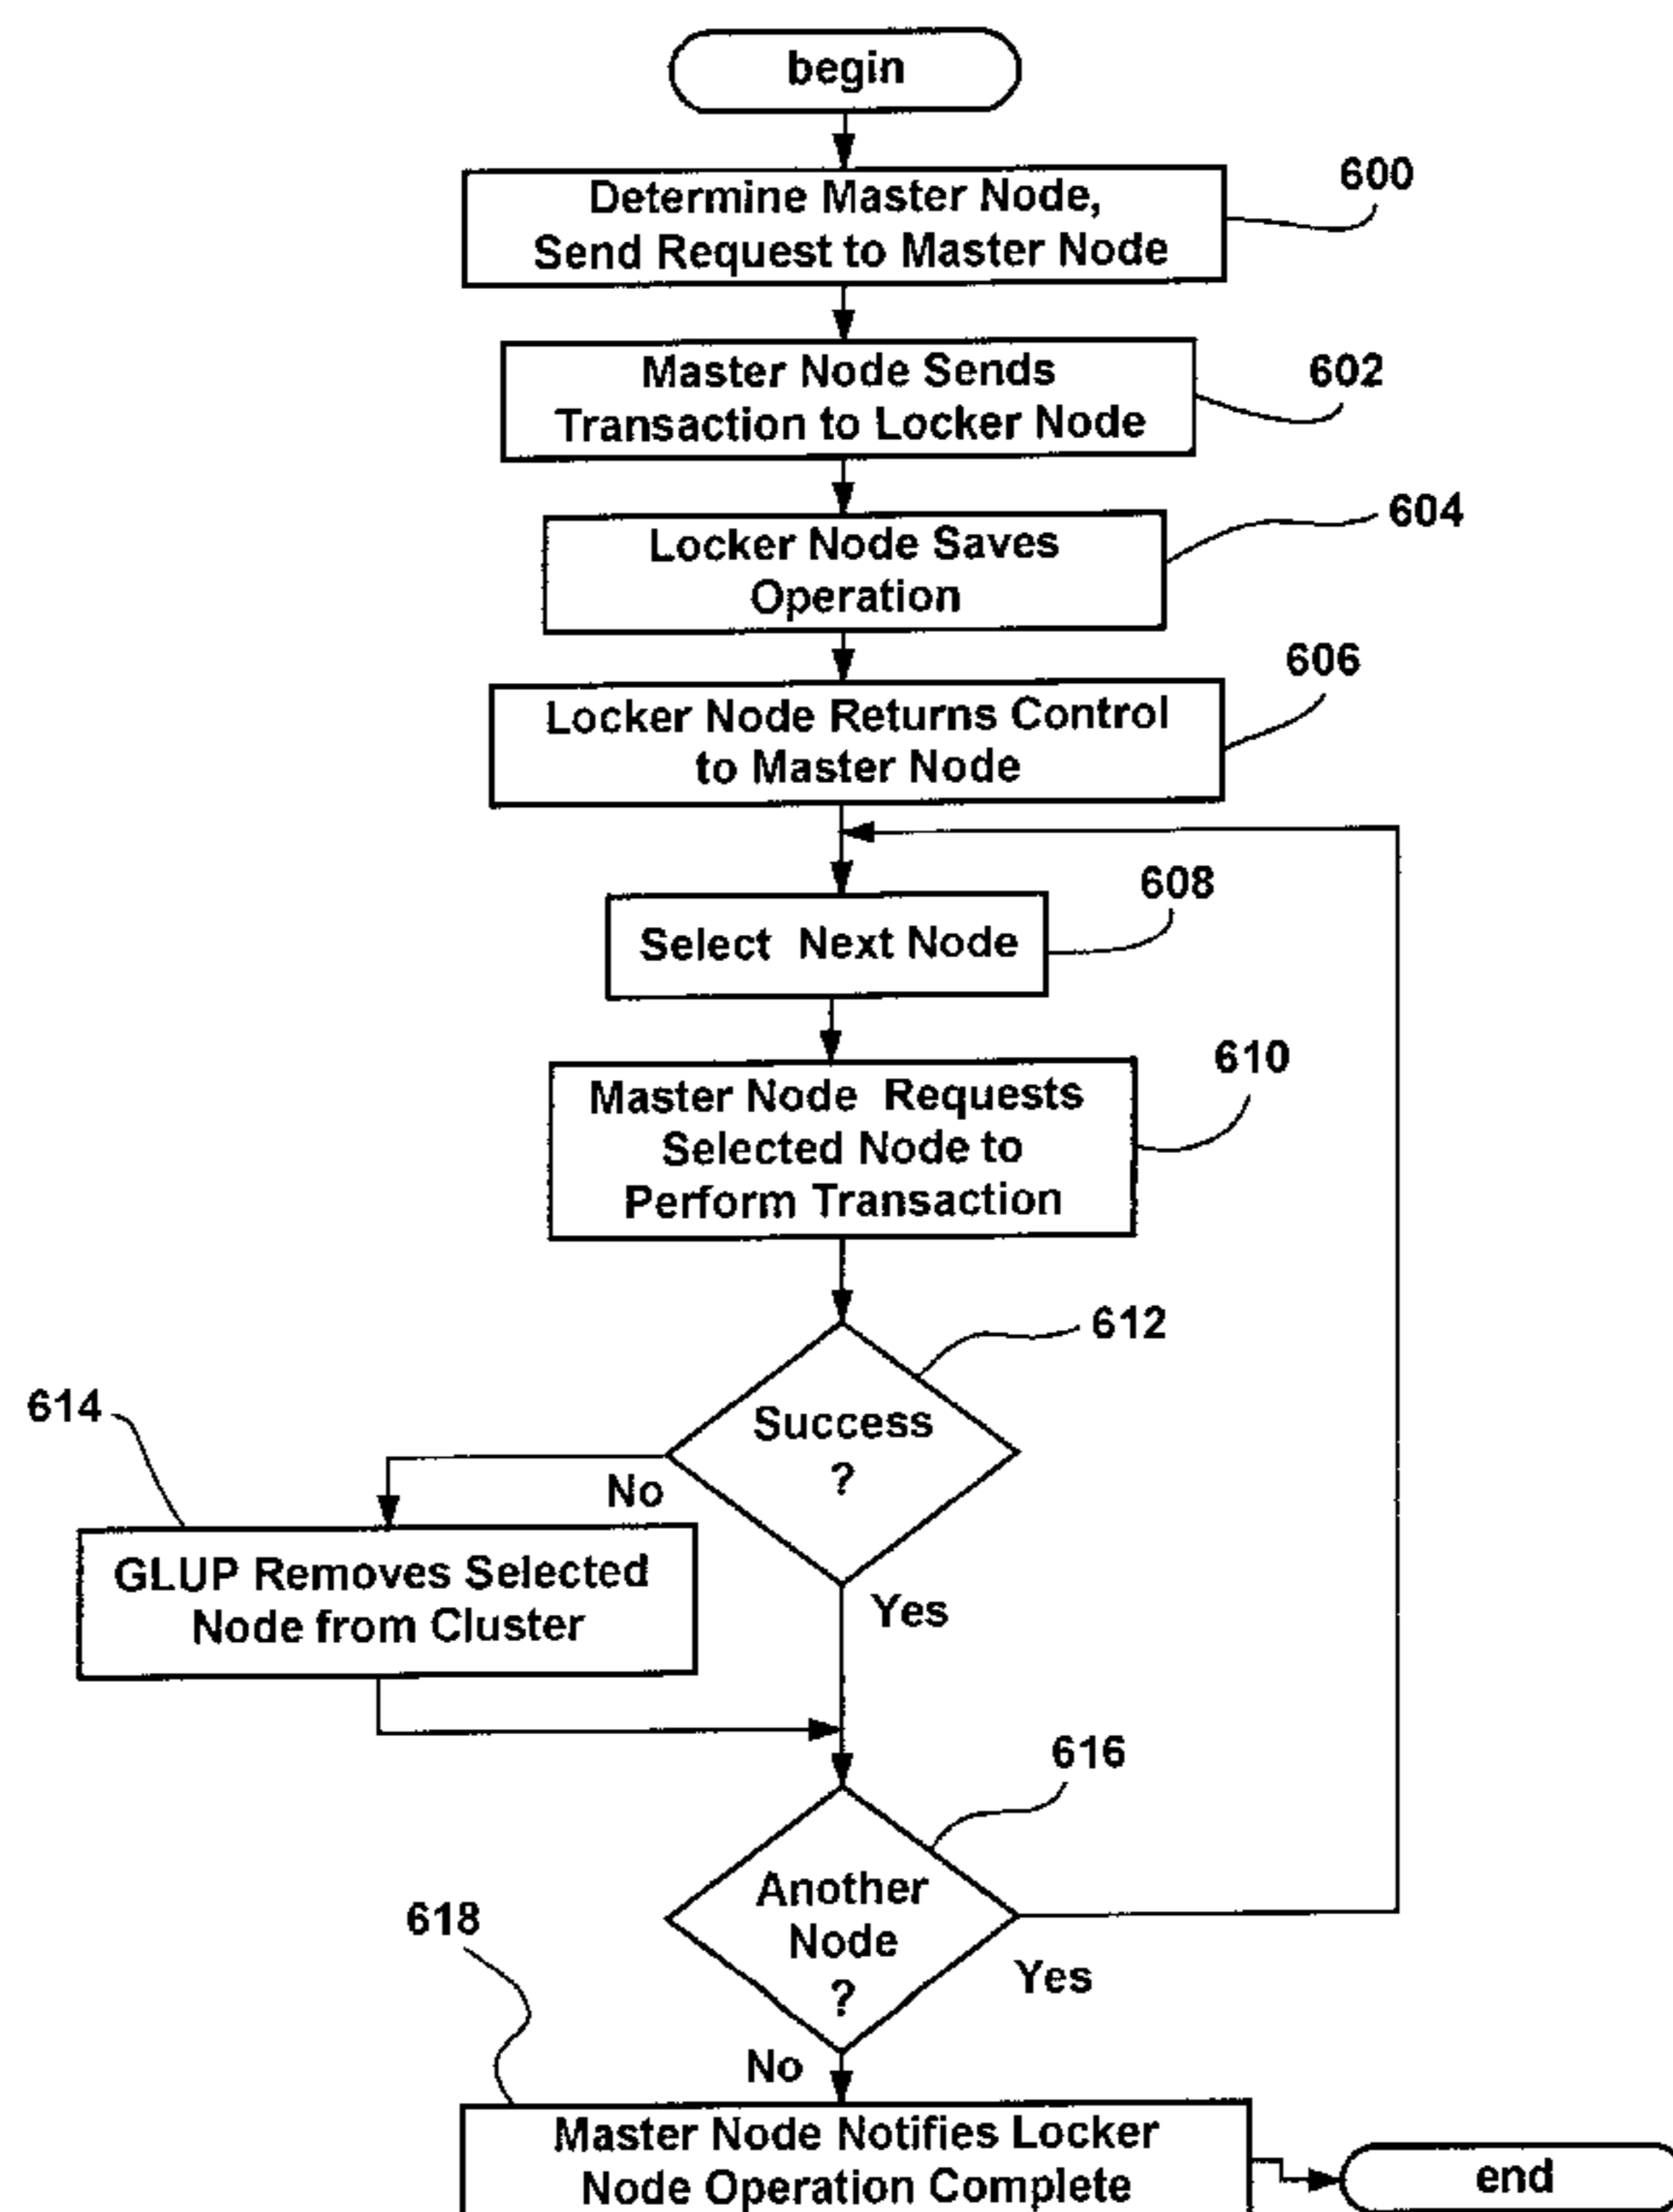 begin
Determine Master Node,
Send Request to Master Node
600
Master Node Sends
Transaction to Locker Node
602
Locker Node Saves
Operation
604
Locker Node Returns Control
to Master Node
606
Select Next Node
608
Master Node Requests
Selected Node to
Perform Transaction
610
Success
?
612
No
Yes
614
GLUP Removes Selected
Node from Cluster
Another
Node
?
616
Yes
No
618
Master Node Notifies Locker
Node Operation Complete
end